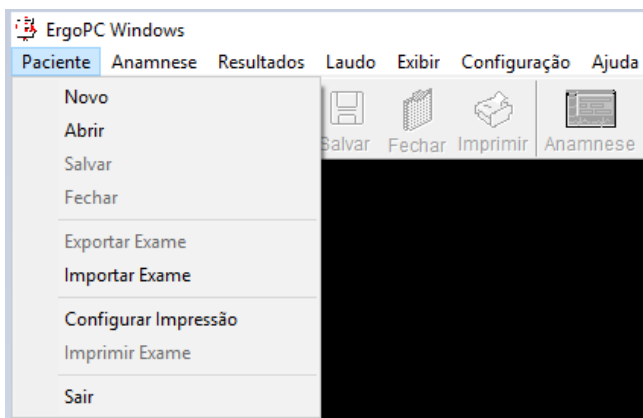 ErgoPC Windows
Paciente Anamnese Resultados Laudo Exibir Configuração Ajuda
Novo
Abrir
Salvar
Fechar
Exportar Exame
Importar Exame
Configurar Impressão
Imprimir Exame
Sair
Salvar Fechar Imprimir Anamnese